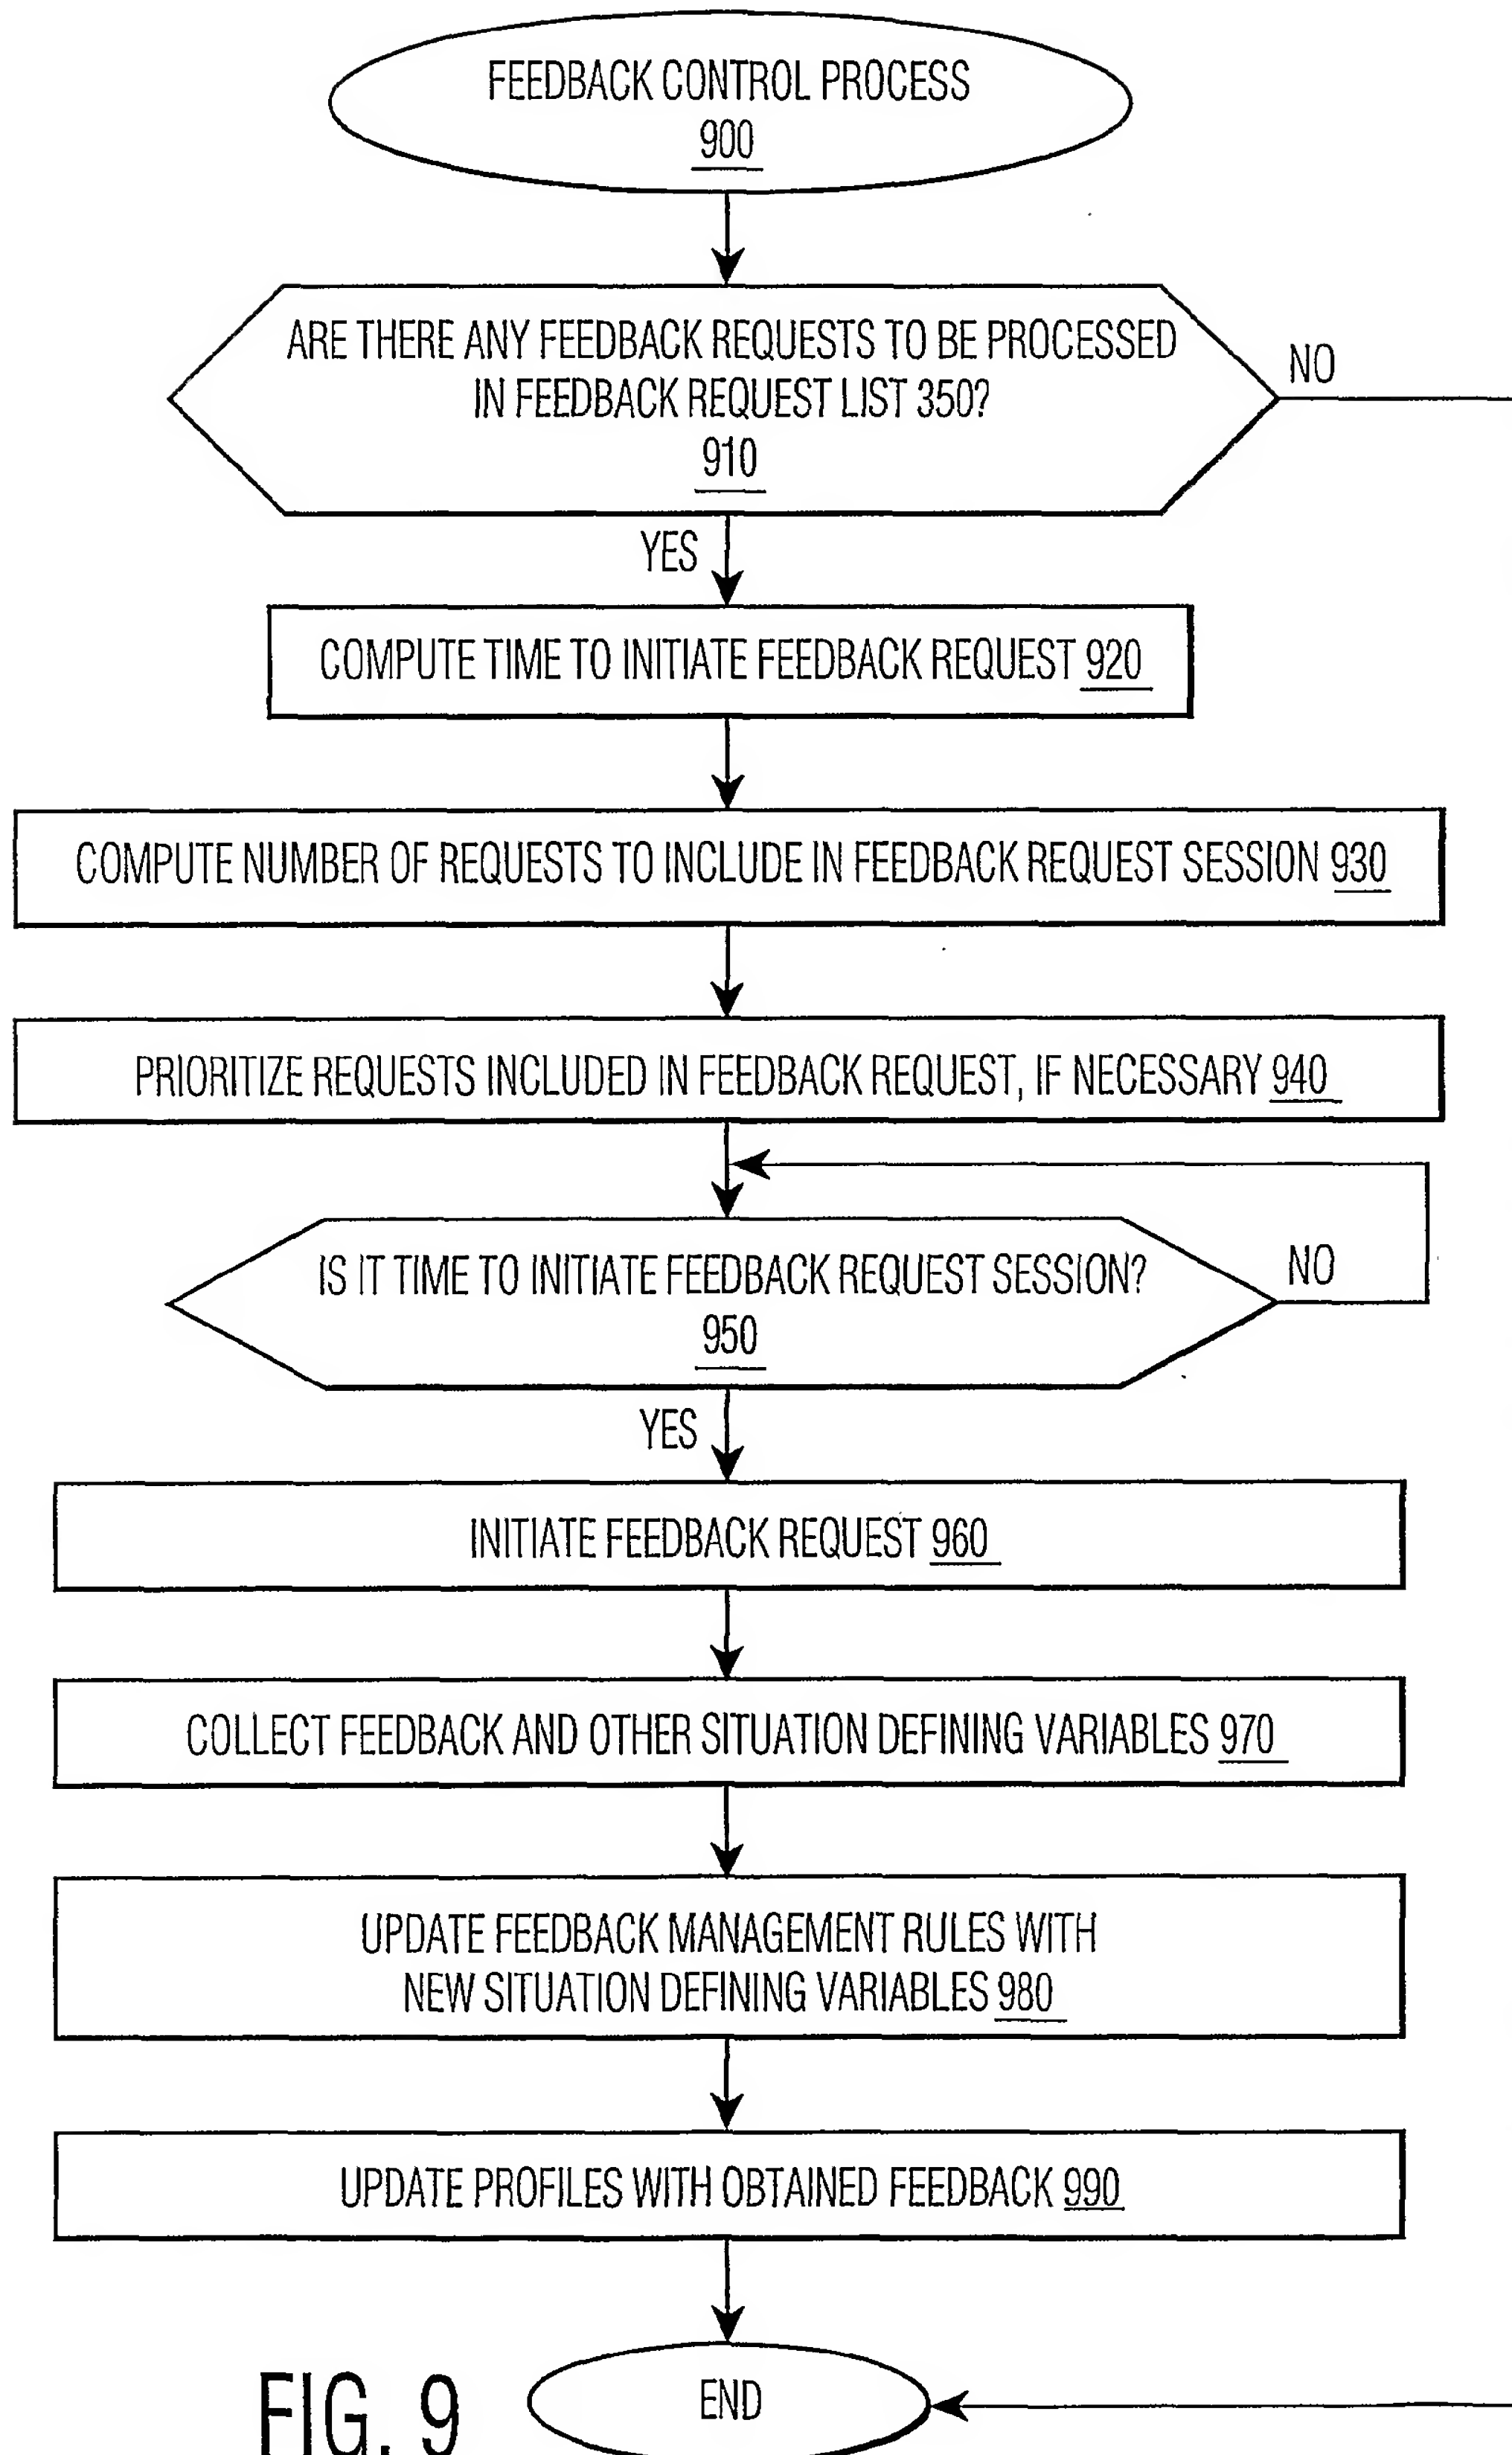 FEEDBACK CONTROL PROCESS
900
ARE THERE ANY FEEDBACK REQUESTS TO BE PROCESSED
IN FEEDBACK REQUEST LIST 350?
910
NO
YES
COMPUTE TIME TO INITIATE FEEDBACK REQUEST 920
COMPUTE NUMBER OF REQUESTS TO INCLUDE IN FEEDBACK REQUEST SESSION 930
PRIORITIZE REQUESTS INCLUDED IN FEEDBACK REQUEST, IF NECESSARY 940
IS IT TIME TO INITIATE FEEDBACK REQUEST SESSION?
950
NO
YES
INITIATE FEEDBACK REQUEST 960
COLLECT FEEDBACK AND OTHER SITUATION DEFINING VARIABLES 970
UPDATE FEEDBACK MANAGEMENT RULES WITH
NEW SITUATION DEFINING VARIABLES 980
UPDATE PROFILES WITH OBTAINED FEEDBACK 990
END
FIG. 9